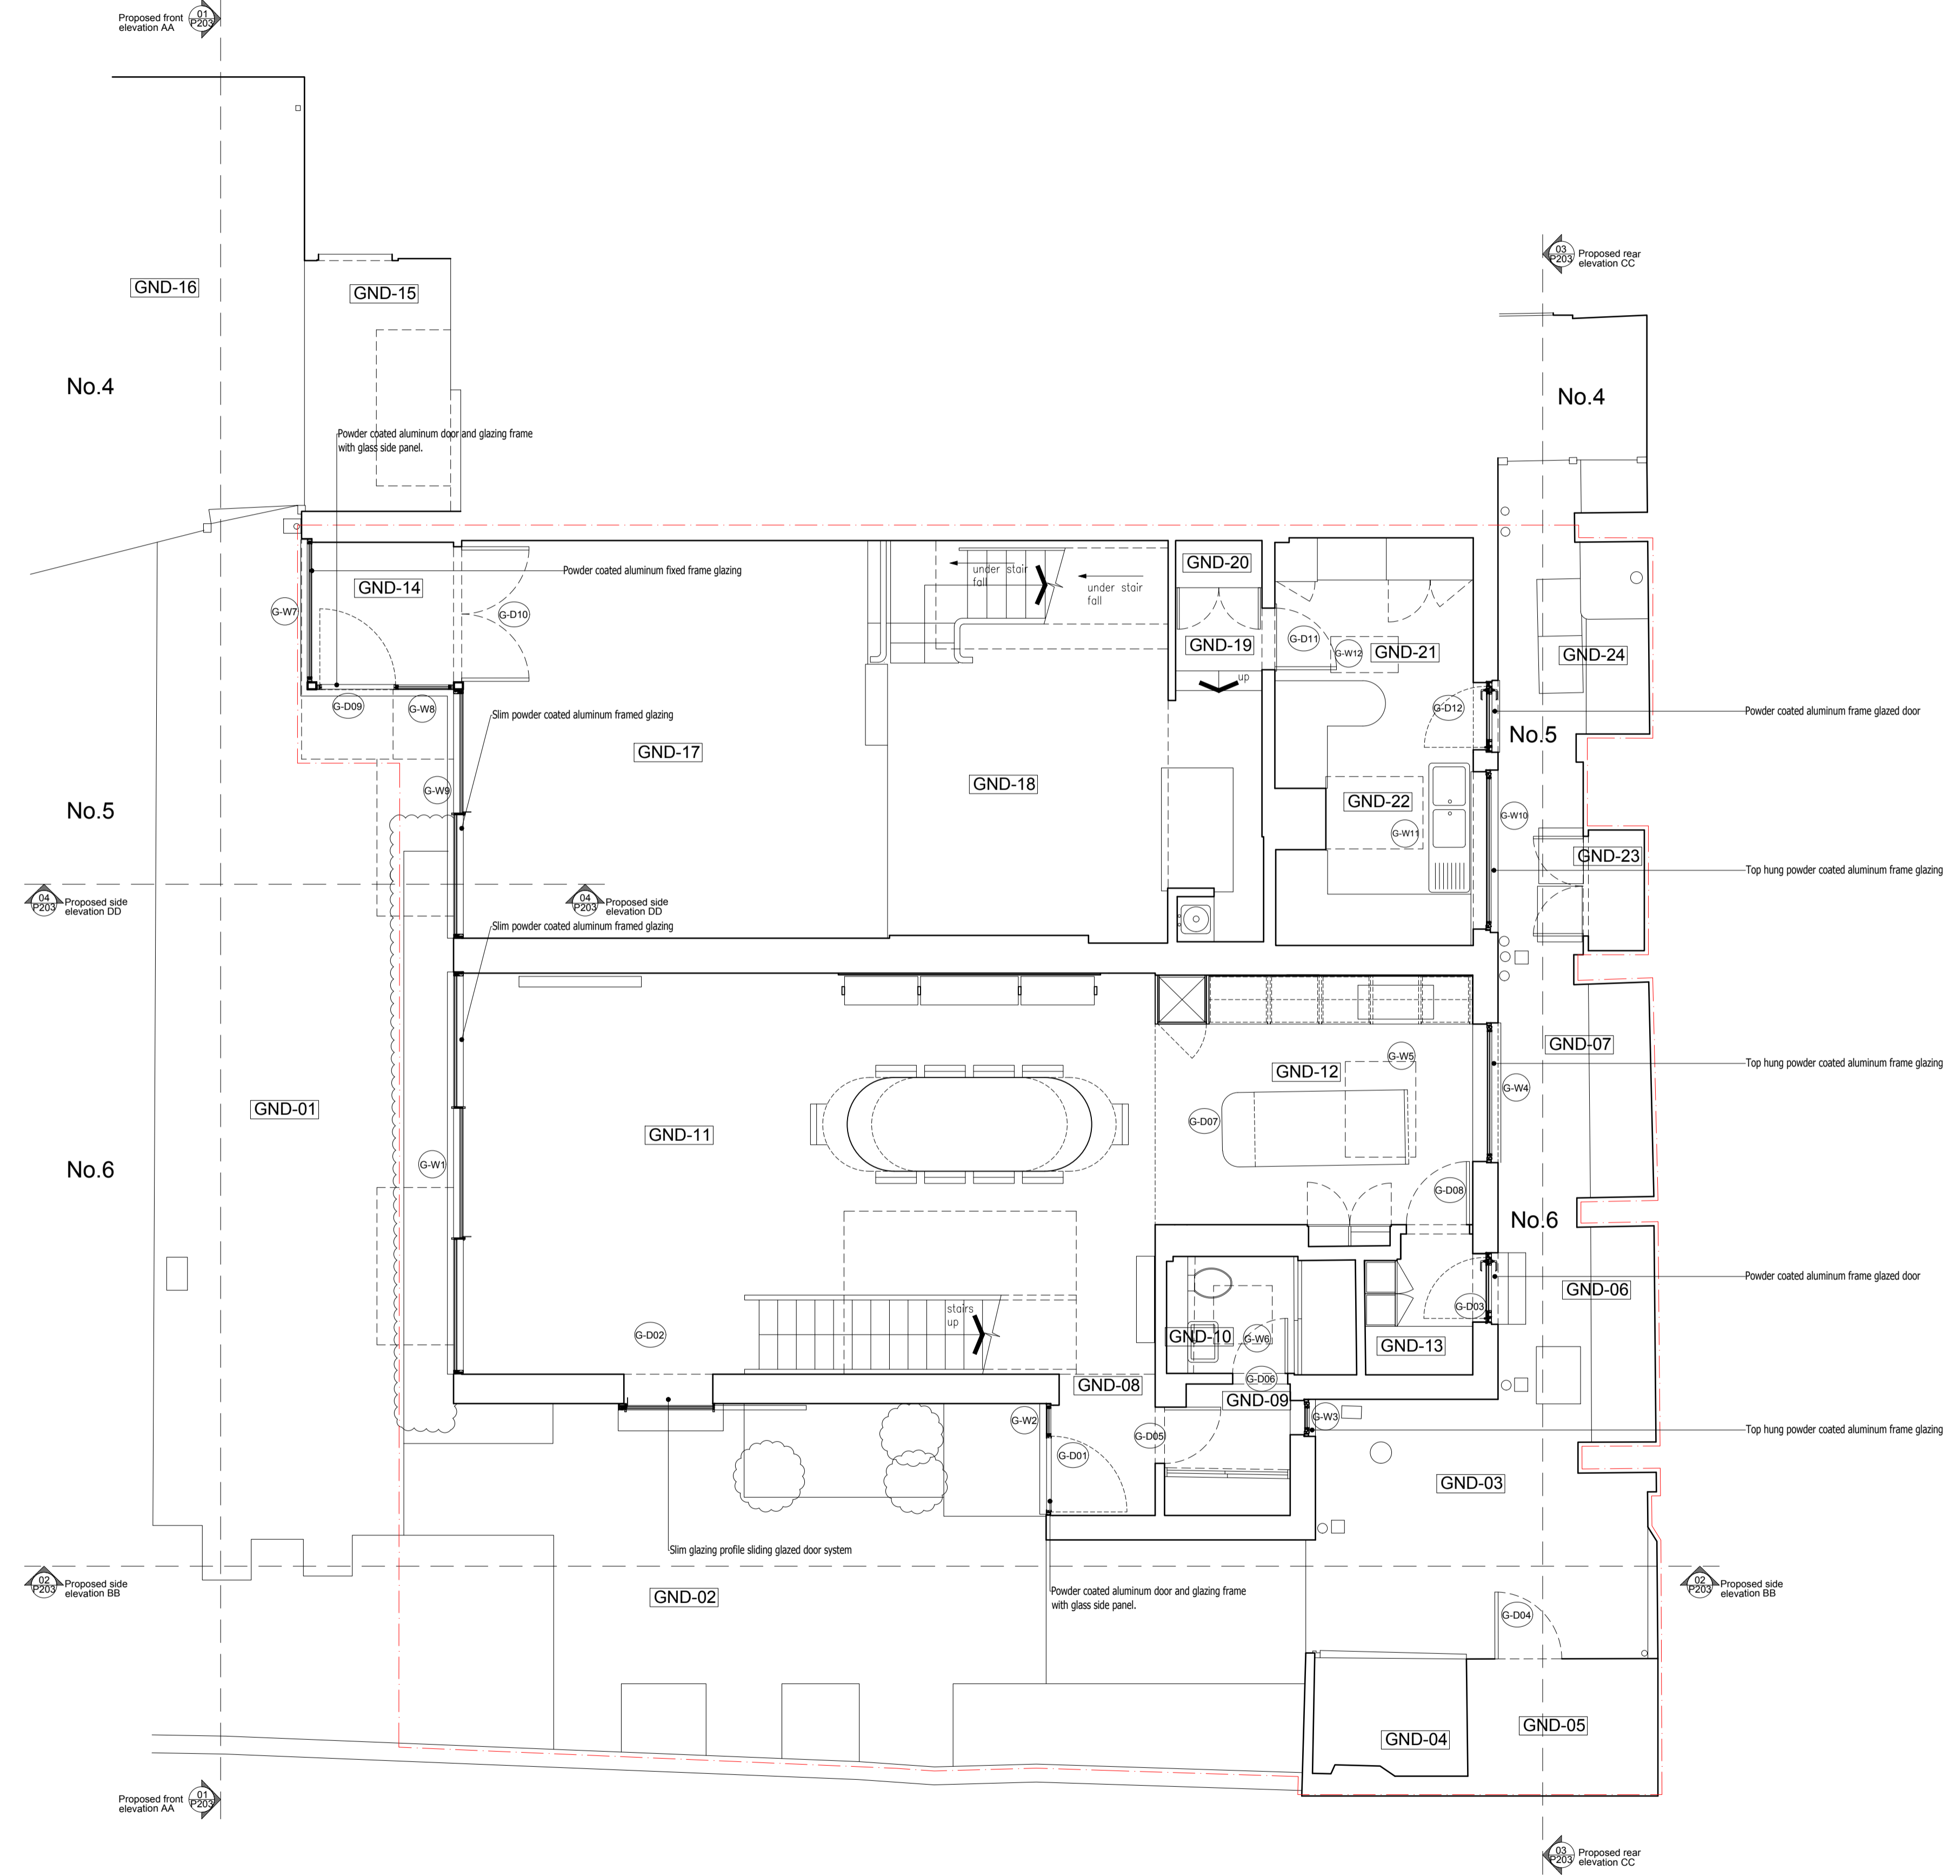 Proposed front
elevation AA
01
P203
GND-16
GND-15
03
P203
Proposed rear
elevation CC
No.4
No.4
Powder coated aluminum door and glazing frame
with glass side panel.
GND-14
Powder coated aluminum fixed frame glazing
G-W7
G-D10
under stair
fall
under stair
fall
GND-20
GND-19
up
G-D11
G-W12
GND-21
GND-24
G-D09
G-W8
Slim powder coated aluminum framed glazing
G-D12
Powder coated aluminum frame glazed door
No.5
GND-17
GND-18
G-W9
GND-22
G-W11
G-W10
No.5
GND-23
Top hung powder coated aluminum frame glazing
04
P203
Proposed side
elevation DD
04
P203
Proposed side
elevation DD
Slim powder coated aluminum framed glazing
GND-07
G-W5
GND-12
Top hung powder coated aluminum frame glazing
G-W4
GND-01
GND-11
G-D07
No.6
G-W1
G-D08
No.6
Powder coated aluminum frame glazed door
GND-06
G-D03
stairs
up
G-D02
GND-10
G-W6
GND-13
GND-08
G-D06
GND-09
G-W2
G-W3
Top hung powder coated aluminum frame glazing
G-D05
G-D01
GND-03
Slim glazing profile sliding glazed door system
02
P203
Proposed side
elevation BB
02
P203
Proposed side
elevation BB
GND-02
Powder coated aluminum door and glazing frame
with glass side panel.
G-D04
GND-05
GND-04
Proposed front
elevation AA
01
P203
03
P203
Proposed rear
elevation CC